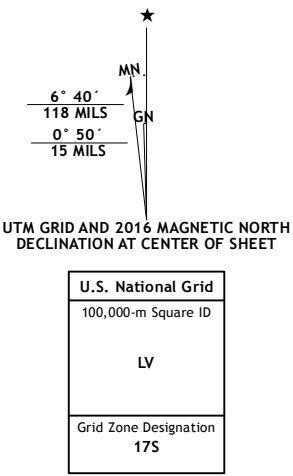 MN
6° 40´
118 MILS
GN
0° 50´
15 MILS
UTM GRID AND 2016 MAGNETIC NORTH
DECLINATION AT CENTER OF SHEET
U.S. National Grid
100,000-m Square ID
LV
Grid Zone Designation
17S